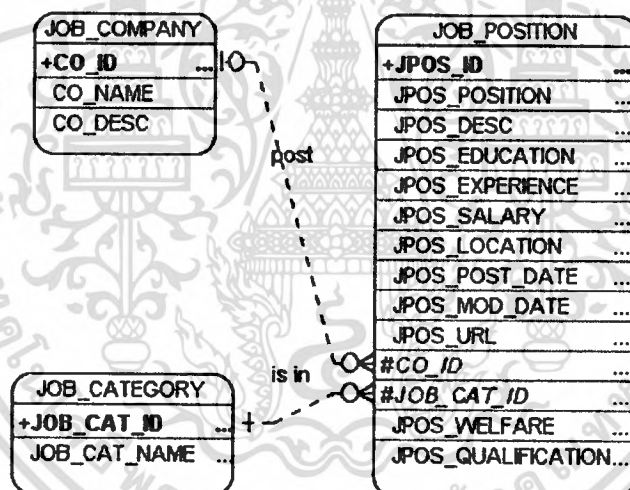 JOB_COMPANY
+CO_ID ...
CO_NAME
CO_DESC
post
is in
JOB_CATEGORY
+JOB_CAT_ID ...
JOB_CAT_NAME ...
JOB_POSITION
+JPOS_ID ...
JPOS_POSITION ...
JPOS_DESC ...
JPOS_EDUCATION ...
JPOS_EXPERIENCE ...
JPOS_SALARY ...
JPOS_LOCATION ...
JPOS_POST_DATE ...
JPOS_MOD_DATE ...
JPOS_URL ...
#CO_ID ...
#JOB_CAT_ID ...
JPOS_WELFARE ...
JPOS_QUALIFICATION...